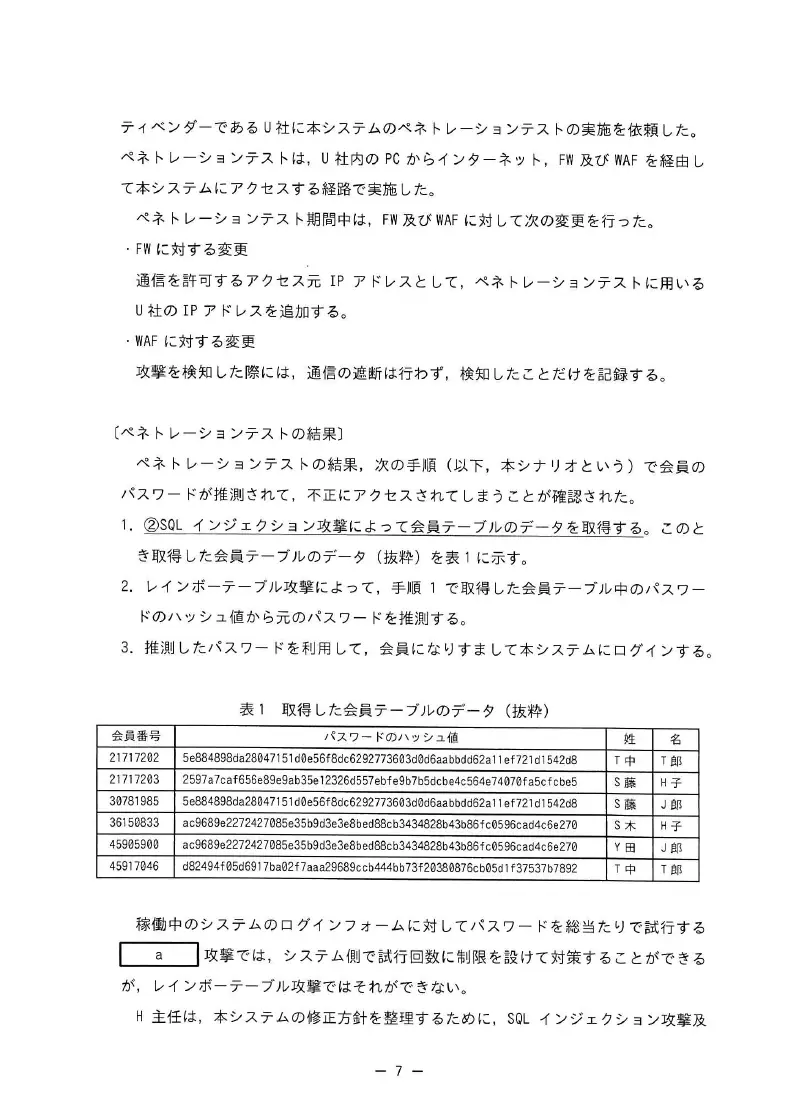 ティベンダーであるU社に本システムのペネトレーションテストの実施を依頼した。
ペネトレーションテストは，U 社内の PC からインターネット，FW 及び WAF を経由し
て本システムにアクセスする経路で実施した。
ペネトレーションテスト期間中は，FW 及び WAF に対して次の変更を行った。
・FW に対する変更
通信を許可するアクセス元 IP アドレスとして，ペネトレーションテストに用いる
U 社の IP アドレスを追加する。
・WAF に対する変更
攻撃を検知した際には，通信の遮断は行わず，検知したことだけを記録する。
〔ペネトレーションテストの結果〕
ペネトレーションテストの結果，次の手順（以下，本シナリオという）で会員の
パスワードが推測されて，不正にアクセスされてしまうことが確認された。
1. ②SQL インジェクション攻撃によって会員テーブルのデータを取得する。このと
き取得した会員テーブルのデータ（抜粋）を表1に示す。
2. レインボーテーブル攻撃によって，手順 1 で取得した会員テーブル中のパスワー
ドのハッシュ値から元のパスワードを推測する。
3. 推測したパスワードを利用して，会員になりすまして本システムにログインする。
表1 取得した会員テーブルのデータ（抜粋）
会員番号 パスワードのハッシュ値 姓 名
21717202 5e884898da28047151d0e56f8dc6292773603d0d6aabbdd62a11ef721d1542d8 T中 T郎
21717203 2597a7caf656e89e9ab35e12326d557ebfe9b7b5dcbe4c564e74070fa5cfcbe5 S藤 H子
30781985 5e884898da28047151d0e56f8dc6292773603d0d6aabbdd62a11ef721d1542d8 S藤 J郎
36150833 ac9689e2272427085e35b9d3e3e8bed88cb3434828b43b86fc0596cad4c6e270 S木 H子
45905900 ac9689e2272427085e35b9d3e3e8bed88cb3434828b43b86fc0596cad4c6e270 Y田 J郎
45917046 d82494f05d6917ba02f7aaa29689ccb444bb73f20380876cb05d1f37537b7892 T中 T郎
稼働中のシステムのログインフォームに対してパスワードを総当たりで試行する
a 攻撃では，システム側で試行回数に制限を設けて対策することができる
が，レインボーテーブル攻撃ではそれができない。
H 主任は，本システムの修正方針を整理するために，SQL インジェクション攻撃及
－ 7 －